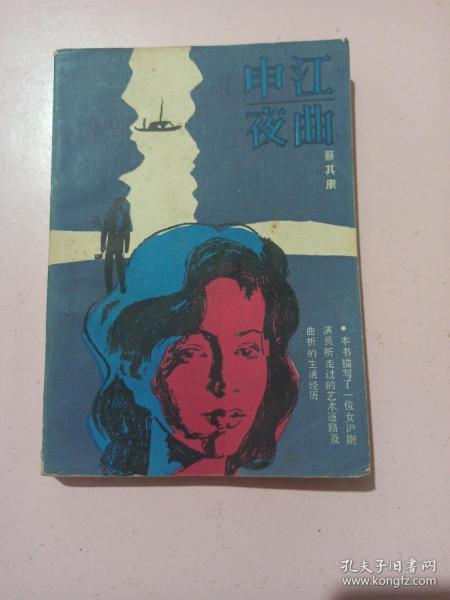 申江
夜曲
蔡其康
•本书描写了一位女沪剧
演员所走过的艺术道路及
曲折的生活经历
孔夫子旧书网
www.kongfz.com